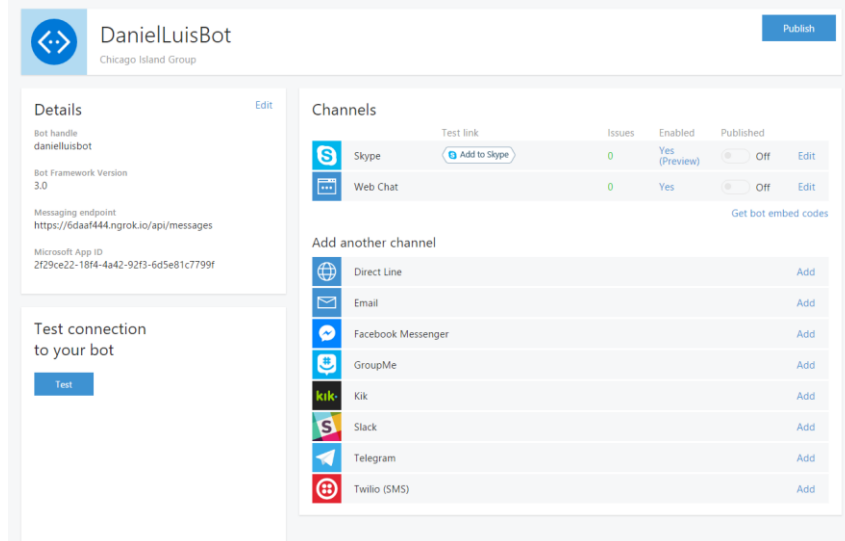 DanielLuisBot
Chicago Island Group
Publish
Details
Edit
Bot handle
danielluisbot
Bot Framework Version
3.0
Messaging endpoint
https://6daaf444.ngrok.io/api/messages
Microsoft App ID
2f29ce22-18f4-4a42-92f3-6d5e81c7799f
Test connection
to your bot
Test
Channels
Test link Issues Enabled Published
Skype Add to Skype 0 Yes (Preview) Off Edit
Web Chat 0 Yes Off Edit
Get bot embed codes
Add another channel
Direct Line Add
Email Add
Facebook Messenger Add
GroupMe Add
kik Kik Add
Slack Add
Telegram Add
Twilio (SMS) Add